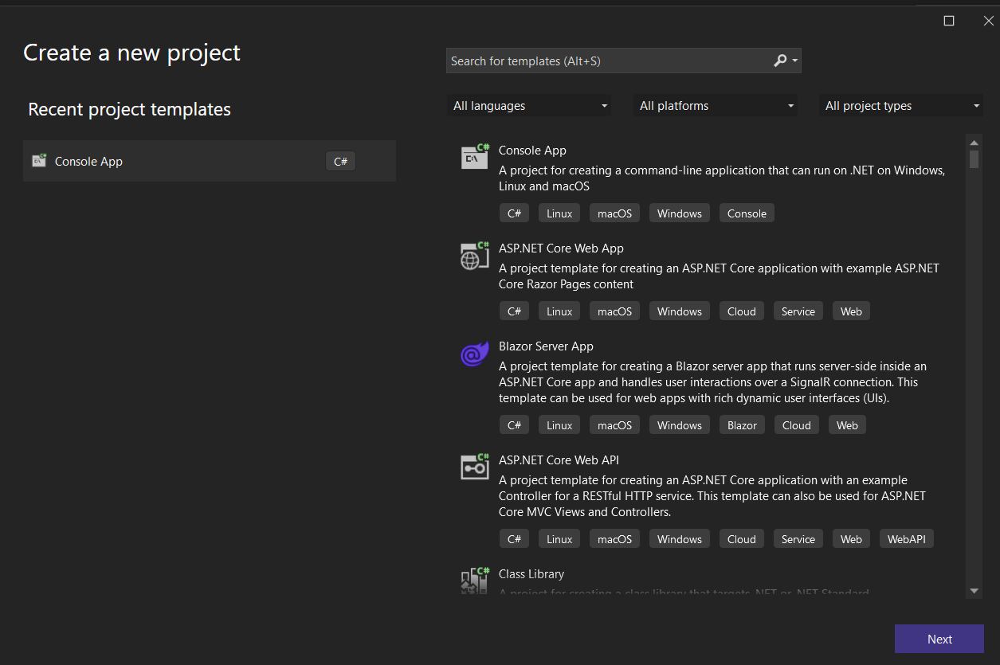 Create a new project
Recent project templates
Console App C#
Search for templates (Alt+S)
All languages All platforms All project types
Console App
A project for creating a command-line application that can run on .NET on Windows,
Linux and macOS
C# Linux macOS Windows Console
ASP.NET Core Web App
A project template for creating an ASP.NET Core application with example ASP.NET
Core Razor Pages content
C# Linux macOS Windows Cloud Service Web
Blazor Server App
A project template for creating a Blazor server app that runs server-side inside an
ASP.NET Core app and handles user interactions over a SignalR connection. This
template can be used for web apps with rich dynamic user interfaces (UIs).
C# Linux macOS Windows Blazor Cloud Web
ASP.NET Core Web API
A project template for creating an ASP.NET Core application with an example
Controller for a RESTful HTTP service. This template can also be used for ASP.NET
Core MVC Views and Controllers.
C# Linux macOS Windows Cloud Service Web WebAPI
Class Library
A project for creating a class library that targets .NET or .NET Standard
Next